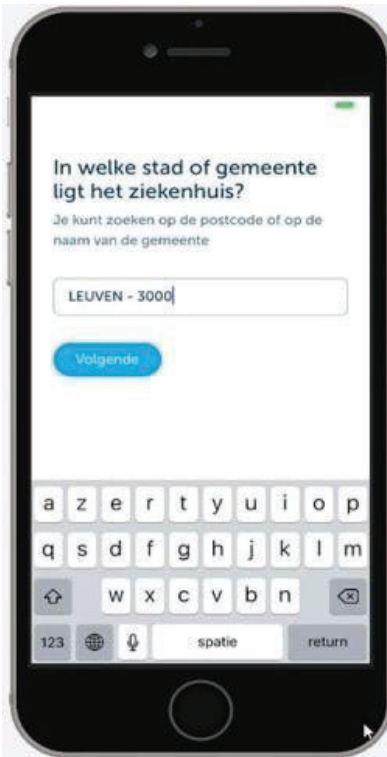 In welke stad of gemeente
ligt het ziekenhuis?
Je kunt zoeken op de postcode of op de
naam van de gemeente
LEUVEN - 3000
Volgende
a z e r t y u i o p
q s d f g h j k l m
w x c v b n
123 spatie return